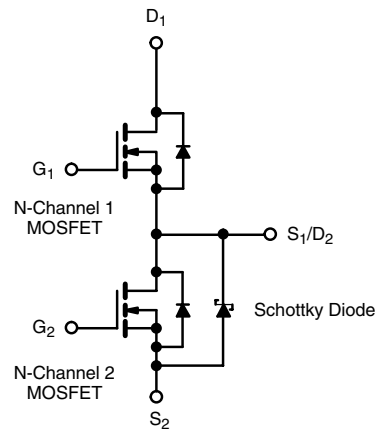 D1
G1
N-Channel 1
MOSFET
S1/D2
G2
Schottky Diode
N-Channel 2
MOSFET
S2